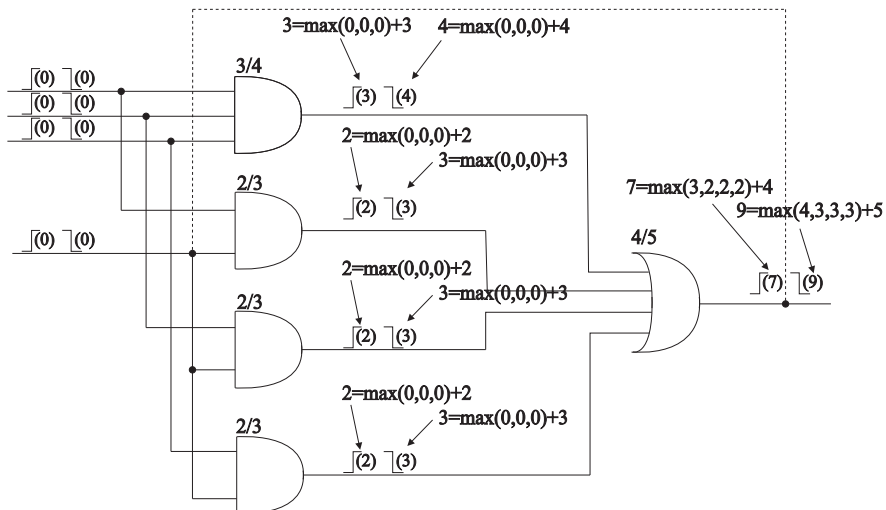 3=max(0,0,0)+3 4=max(0,0,0)+4
3/4
(0) (0)
(0) (0)
(0) (0)
(3) (4)
2=max(0,0,0)+2
3=max(0,0,0)+3
2/3
(2) (3)
7=max(3,2,2,2)+4
9=max(4,3,3,3)+5
(0) (0)
4/5
2=max(0,0,0)+2
3=max(0,0,0)+3
(7) (9)
2/3
(2) (3)
2=max(0,0,0)+2
3=max(0,0,0)+3
2/3
(2) (3)